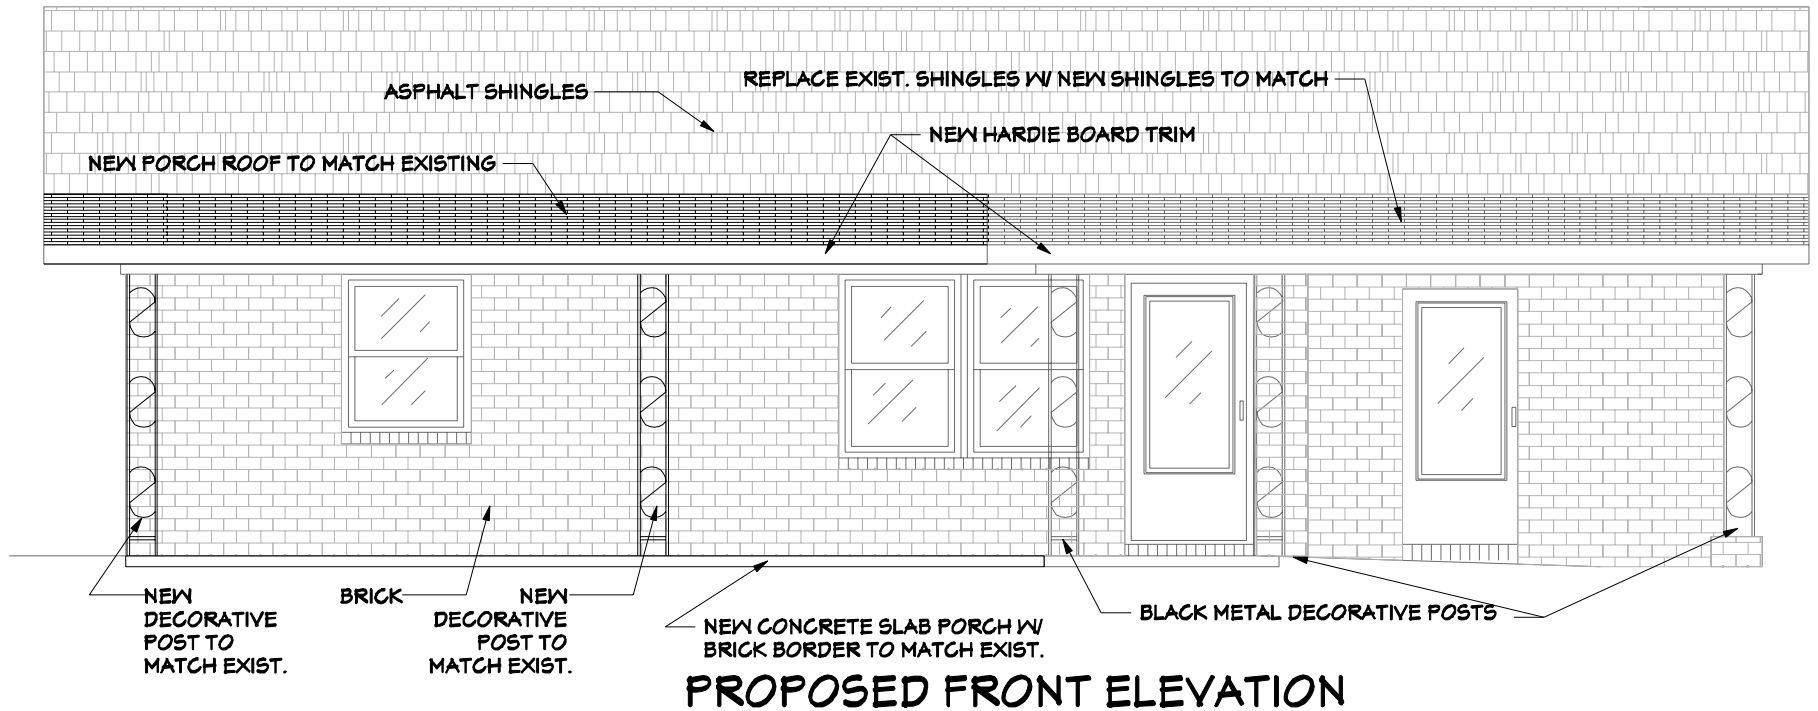 REPLACE EXIST. SHINGLES W/ NEW SHINGLES TO MATCH
ASPHALT SHINGLES
NEW HARDIE BOARD TRIM
NEW PORCH ROOF TO MATCH EXISTING
NEW
DECORATIVE
POST TO
MATCH EXIST.
BRICK
NEW
DECORATIVE
POST TO
MATCH EXIST.
NEW CONCRETE SLAB PORCH W/
BRICK BORDER TO MATCH EXIST.
BLACK METAL DECORATIVE POSTS
PROPOSED FRONT ELEVATION